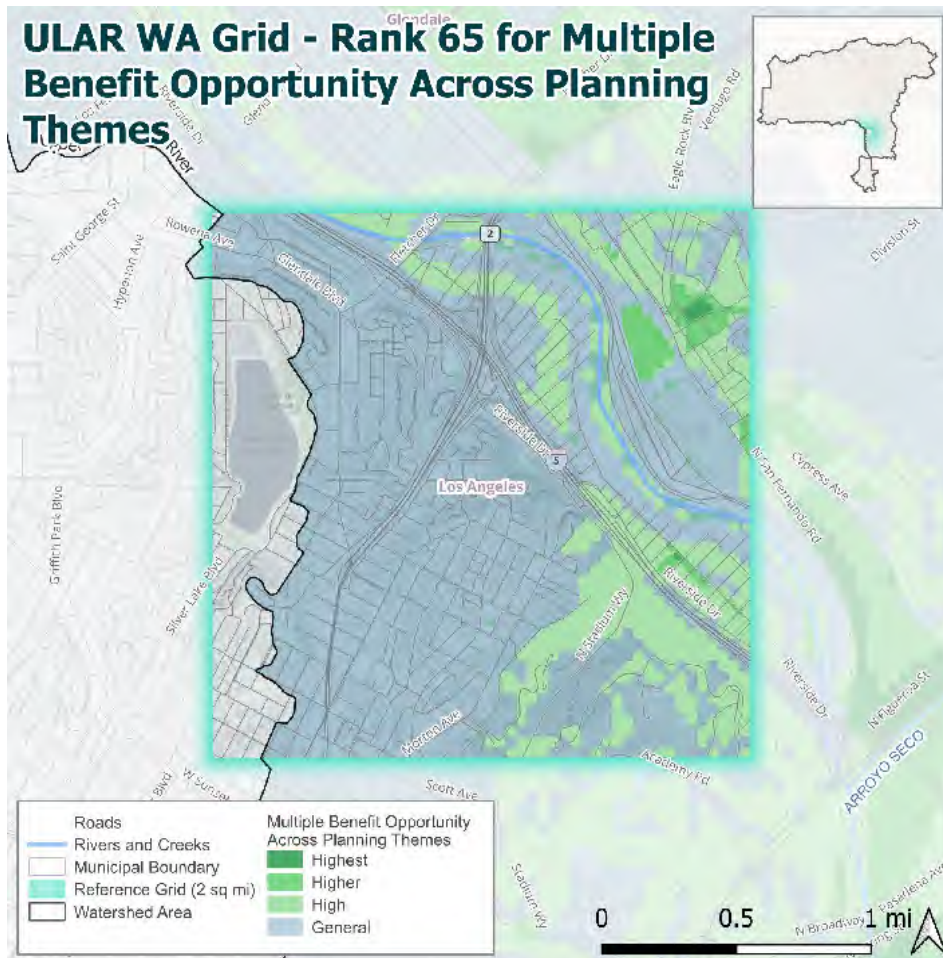 Glendale
ULAR WA Grid - Rank 65 for Multiple
Benefit Opportunity Across Planning
Themes
Riverside Dr
Verdugo Rd
Eagle Rock Blv
River
Saint George St
Rowena Ave
Hyperion Ave
Glendale Blvd
Fletcher Dr
2
Division St
Riverside Dr
5
Los Angeles
N San Fernando Rd
Cypress Ave
Griffith Park Blvd
Silver Lake Blvd
Riverside Dr
N Stadium Wy
Riverside Dr
N Figueroa St
Morton Ave
Academy Rd
ARROYO SECO
W Sunset
Scott Ave
Stadium Wy
N Broadway
Pasadena Ave
Roads
Rivers and Creeks
Municipal Boundary
Reference Grid (2 sq mi)
Watershed Area
Multiple Benefit Opportunity
Across Planning Themes
Highest
Higher
High
General
0 0.5 1 mi